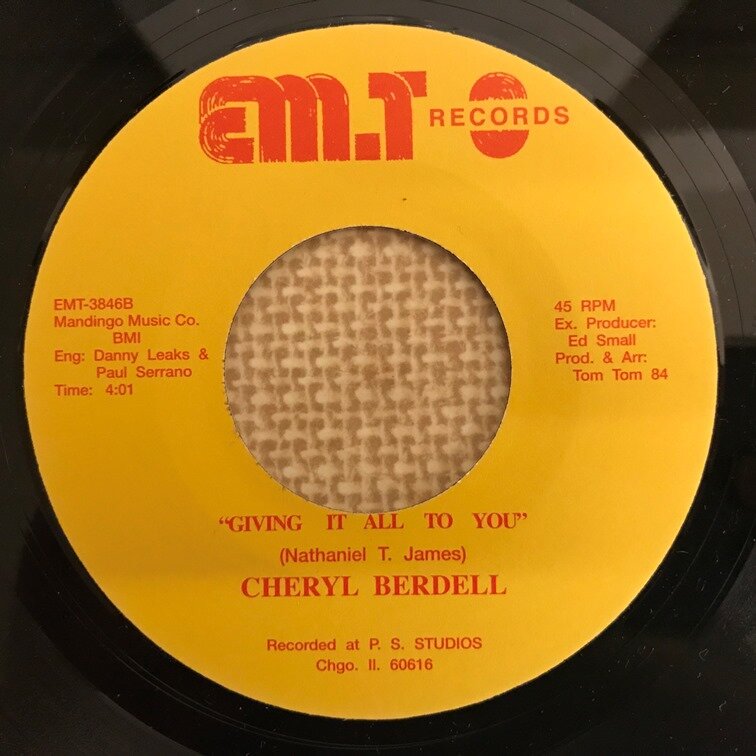 EM.T RECORDS
EMT-3846B
Mandingo Music Co.
BMI
Eng: Danny Leaks &
Paul Serrano
Time: 4:01
45 RPM
Ex. Producer:
Ed Small
Prod. & Arr:
Tom Tom 84
"GIVING IT ALL TO YOU"
(Nathaniel T. James)
CHERYL BERDELL
Recorded at P. S. STUDIOS
Chgo. Il. 60616